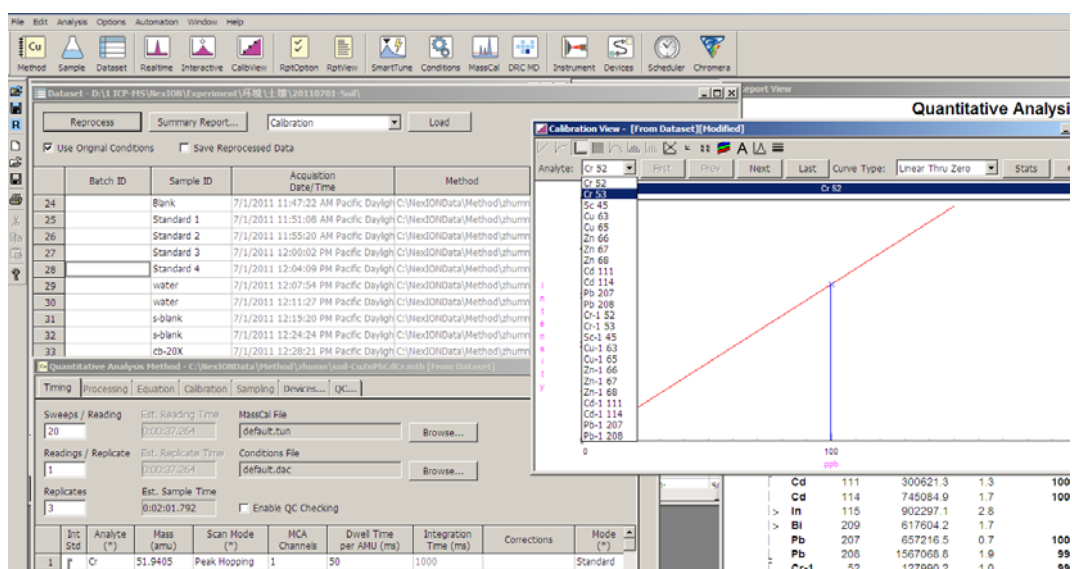 File Edit Analysis Options Automation Window Help
Method Sample Dataset Realtime Interactive CalibView RptOption RptView SmartTune Conditions MassCal DRC MD Instrument Devices Scheduler Chromera
Dataset - D:\1 ICP-MS\NexION\Experiment\环境\土壤\20110701-Soil\
Reprocess Summary Report... Calibration Load
Use Original Conditions Save Reprocessed Data
Batch ID Sample ID Acquisition Date/Time Method
24 Blank 7/1/2011 11:47:22 AM Pacific Dayligh C:\NexIONData\Method\zhumn
25 Standard 1 7/1/2011 11:51:08 AM Pacific Dayligh C:\NexIONData\Method\zhumn
26 Standard 2 7/1/2011 11:55:20 AM Pacific Dayligh C:\NexIONData\Method\zhumn
27 Standard 3 7/1/2011 12:00:02 PM Pacific Dayligh C:\NexIONData\Method\zhumn
28 Standard 4 7/1/2011 12:04:09 PM Pacific Dayligh C:\NexIONData\Method\zhumn
29 water 7/1/2011 12:07:54 PM Pacific Dayligh C:\NexIONData\Method\zhumn
30 water 7/1/2011 12:11:27 PM Pacific Dayligh C:\NexIONData\Method\zhumn
31 s-blank 7/1/2011 12:15:20 PM Pacific Dayligh C:\NexIONData\Method\zhumn
32 s-blank 7/1/2011 12:24:24 PM Pacific Dayligh C:\NexIONData\Method\zhumn
33 cb-20X 7/1/2011 12:28:21 PM Pacific Dayligh C:\NexIONData\Method\zhumn
Quantitative Analysis Method - C:\NexIONData\Method\zhumn\soil-CuZnPbCdCr.mth [From Dataset]
Timing Processing Equation Calibration Sampling Devices... QC...
Sweeps / Reading Est. Reading Time MassCal File
20 0:00:37.264 default.tun Browse...
Readings / Replicate Est. Replicate Time Conditions File
1 0:00:37.264 default.dac Browse...
Replicates Est. Sample Time
3 0:02:01.792 Enable QC Checking
Int Std Analyte (*) Mass (amu) Scan Mode (*) MCA Channels Dwell Time per AMU (ms) Integration Time (ms) Corrections Mode (*)
1 Cr 51.9405 Peak Hopping 1 50 1000 Standard
Report View
Quantitative Analysi
Calibration View - [From Dataset][Modified]
Analyte: Cr 52 First Prev Next Last Curve Type: Linear Thru Zero Stats
Cr 52
Cr 52
Cr 53
Sc 45
Cu 63
Cu 65
Zn 66
Zn 67
Zn 68
Cd 111
Cd 114
Pb 207
Pb 208
Cr-1 52
Cr-1 53
Sc-1 45
Cu-1 63
Cu-1 65
Zn-1 66
Zn-1 67
Zn-1 68
Cd-1 111
Cd-1 114
Pb-1 207
Pb-1 208
intensity
0 100
ppb
Cd 111 300621.3 1.3 100
Cd 114 745084.9 1.7 100
> In 115 902297.1 2.8
> Bi 209 617604.2 1.7
Pb 207 657216.5 0.7 100
Pb 208 1567068.8 1.9 99
Cr-1 52 127990.2 1.0 99